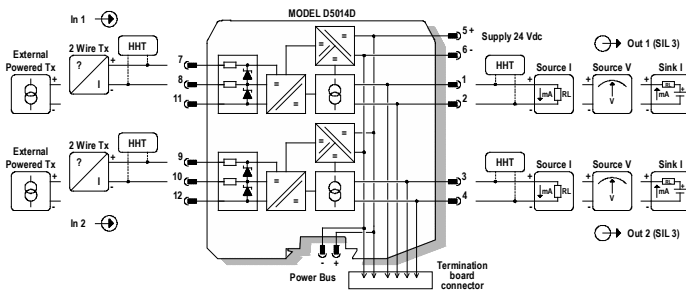 MODEL D5014D
In 1
5 +
Supply 24 Vdc
6 -
Out 1 (SIL 3)
External
Powered Tx
2 Wire Tx
HHT
7
8
11
1
2
HHT
Source I
Source V
Sink I
+
-
?
I
+
-
=
=
=
=
=
=
+
-
mA
RL
+
-
V
+
-
RL
mA
External
Powered Tx
2 Wire Tx
HHT
9
10
12
3
4
HHT
Source I
Source V
Sink I
+
-
?
I
+
-
=
=
=
=
=
=
+
-
mA
RL
+
-
V
+
-
RL
mA
In 2
Out 2 (SIL 3)
- +
Power Bus
Termination
board
connector